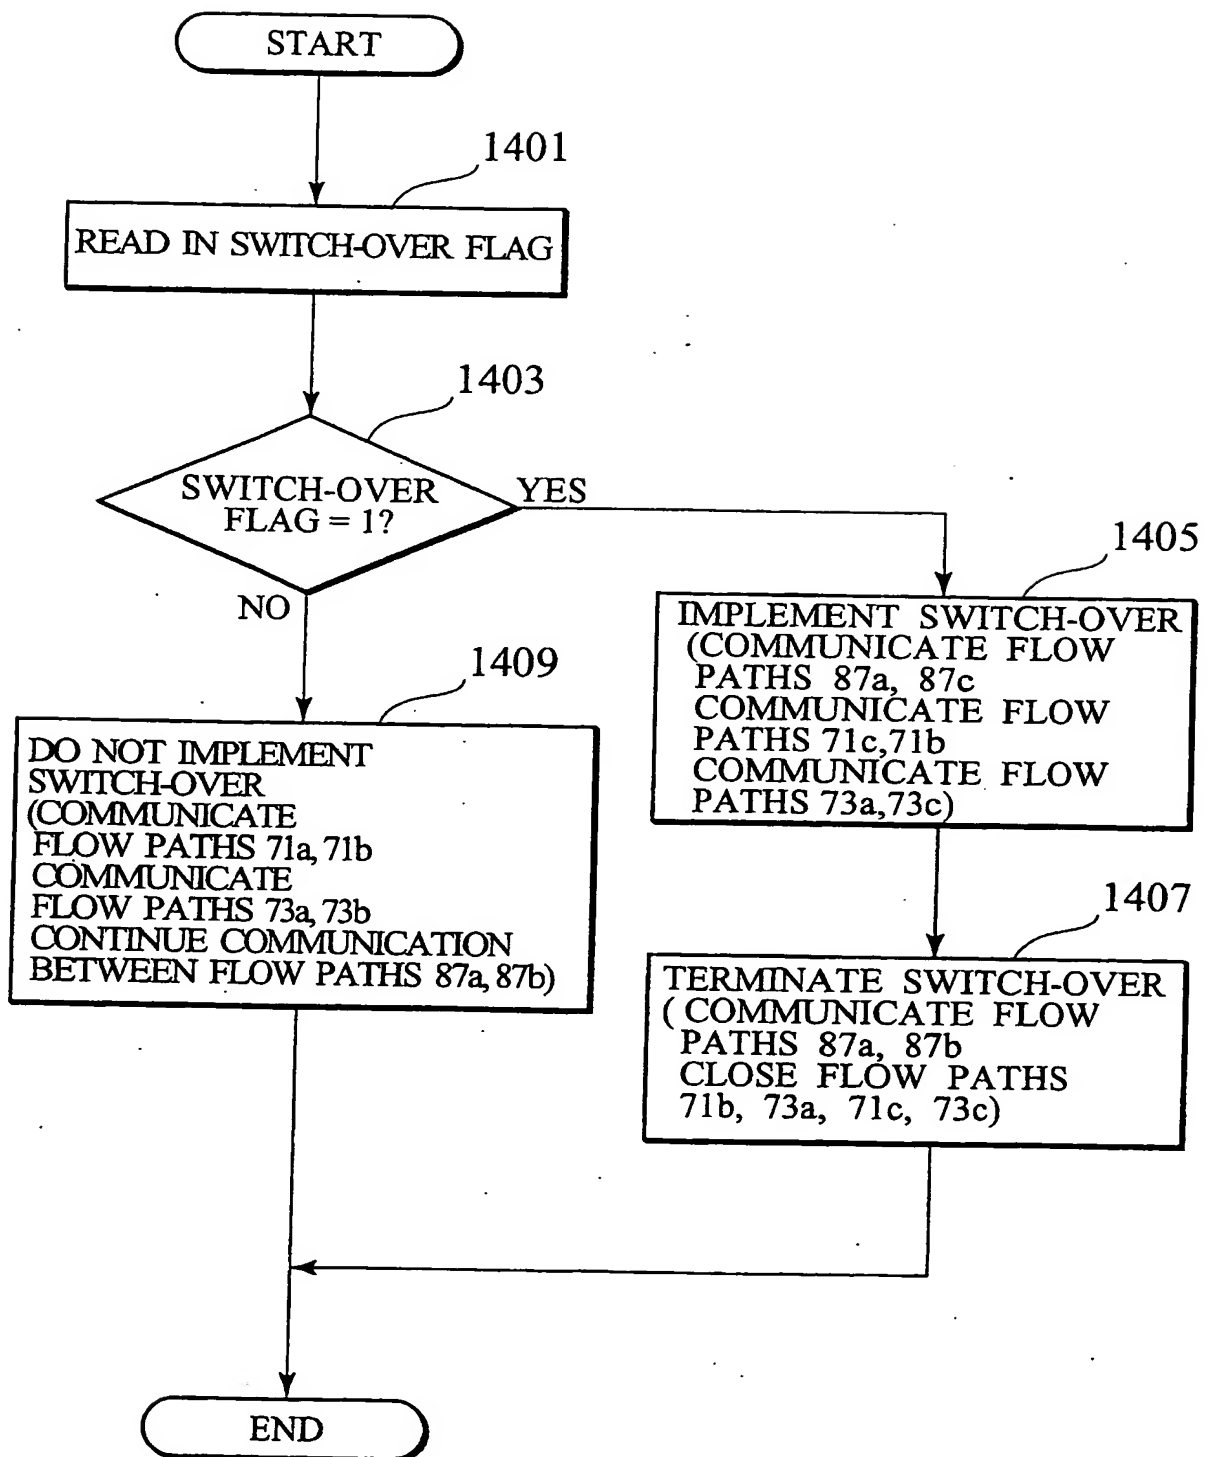 START
1401
READ IN SWITCH-OVER FLAG
1403
SWITCH-OVER
FLAG = 1?
YES
NO
1405
IMPLEMENT SWITCH-OVER
(COMMUNICATE FLOW
PATHS 87a, 87c
COMMUNICATE FLOW
PATHS 71c,71b
COMMUNICATE FLOW
PATHS 73a,73c)
1409
DO NOT IMPLEMENT
SWITCH-OVER
(COMMUNICATE
FLOW PATHS 71a, 71b
COMMUNICATE
FLOW PATHS 73a, 73b
CONTINUE COMMUNICATION
BETWEEN FLOW PATHS 87a, 87b)
1407
TERMINATE SWITCH-OVER
( COMMUNICATE FLOW
PATHS 87a, 87b
CLOSE FLOW PATHS
71b, 73a, 71c, 73c)
END